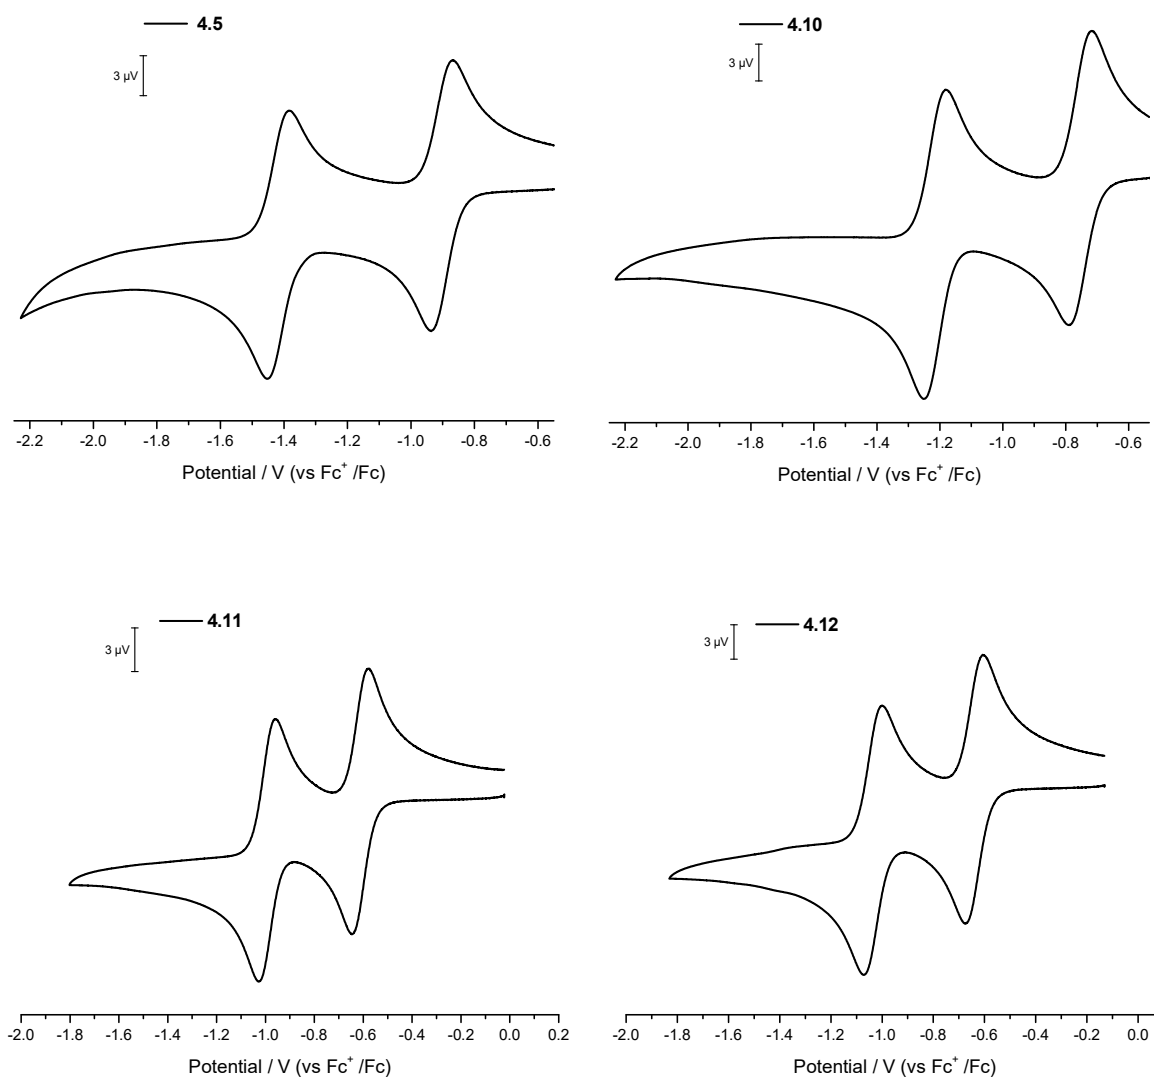 4.5
3 µV
-2.2 -2.0 -1.8 -1.6 -1.4 -1.2 -1.0 -0.8 -0.6
Potential / V (vs Fc⁺ /Fc)
4.10
3 µV
-2.2 -2.0 -1.8 -1.6 -1.4 -1.2 -1.0 -0.8 -0.6
Potential / V (vs Fc⁺ /Fc)
4.11
3 µV
-2.0 -1.8 -1.6 -1.4 -1.2 -1.0 -0.8 -0.6 -0.4 -0.2 0.0 0.2
Potential / V (vs Fc⁺ /Fc)
4.12
3 µV
-2.0 -1.8 -1.6 -1.4 -1.2 -1.0 -0.8 -0.6 -0.4 -0.2 0.0
Potential / V (vs Fc⁺ /Fc)